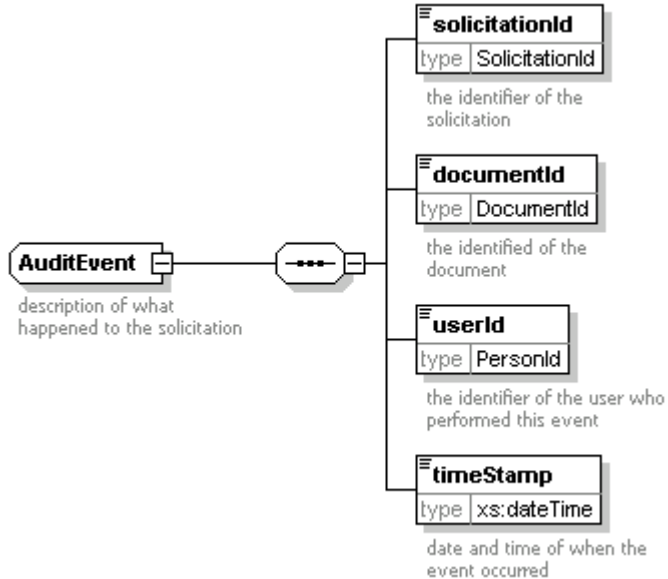 solicitationId
type SolicitationId
the identifier of the
solicitation
documentId
type DocumentId
the identified of the
document
AuditEvent
description of what
happened to the solicitation
userId
type PersonId
the identifier of the user who
performed this event
timeStamp
type xs:dateTime
date and time of when the
event occurred